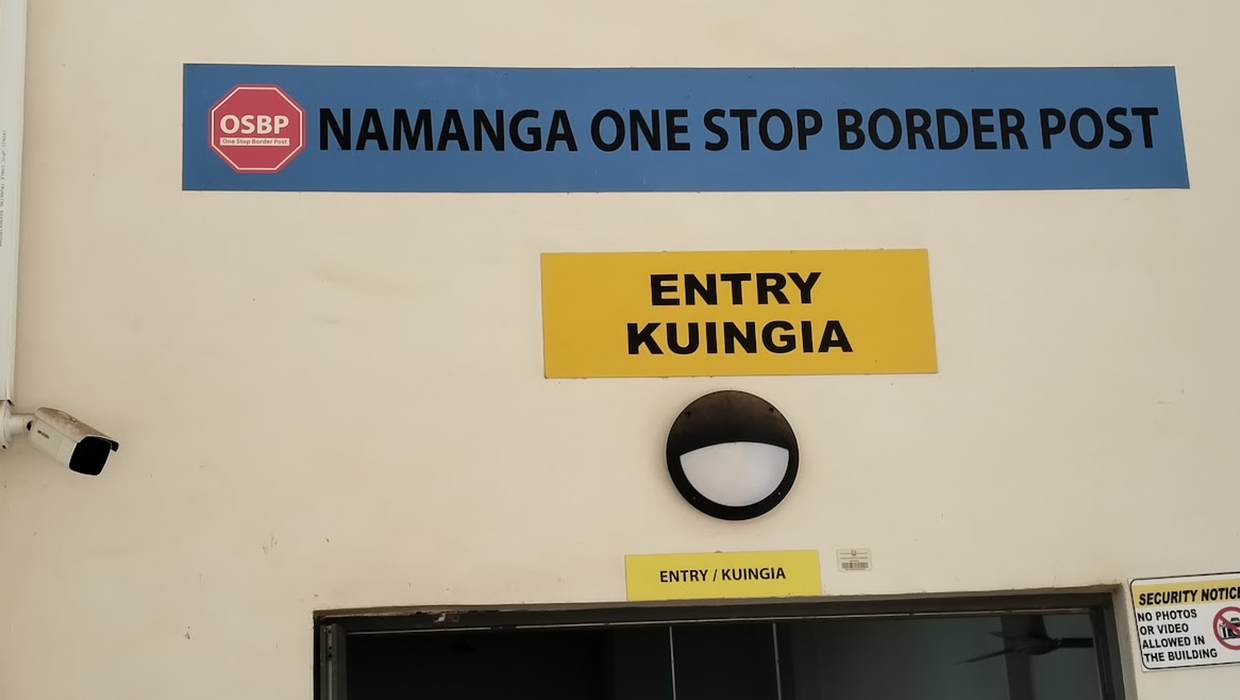 OSBP
One Stop Border Post
NAMANGA ONE STOP BORDER POST
ENTRY
KUINGIA
ENTRY / KUINGIA
SECURITY NOTICE
NO PHOTOS
OR VIDEO
ALLOWED IN
THE BUILDING